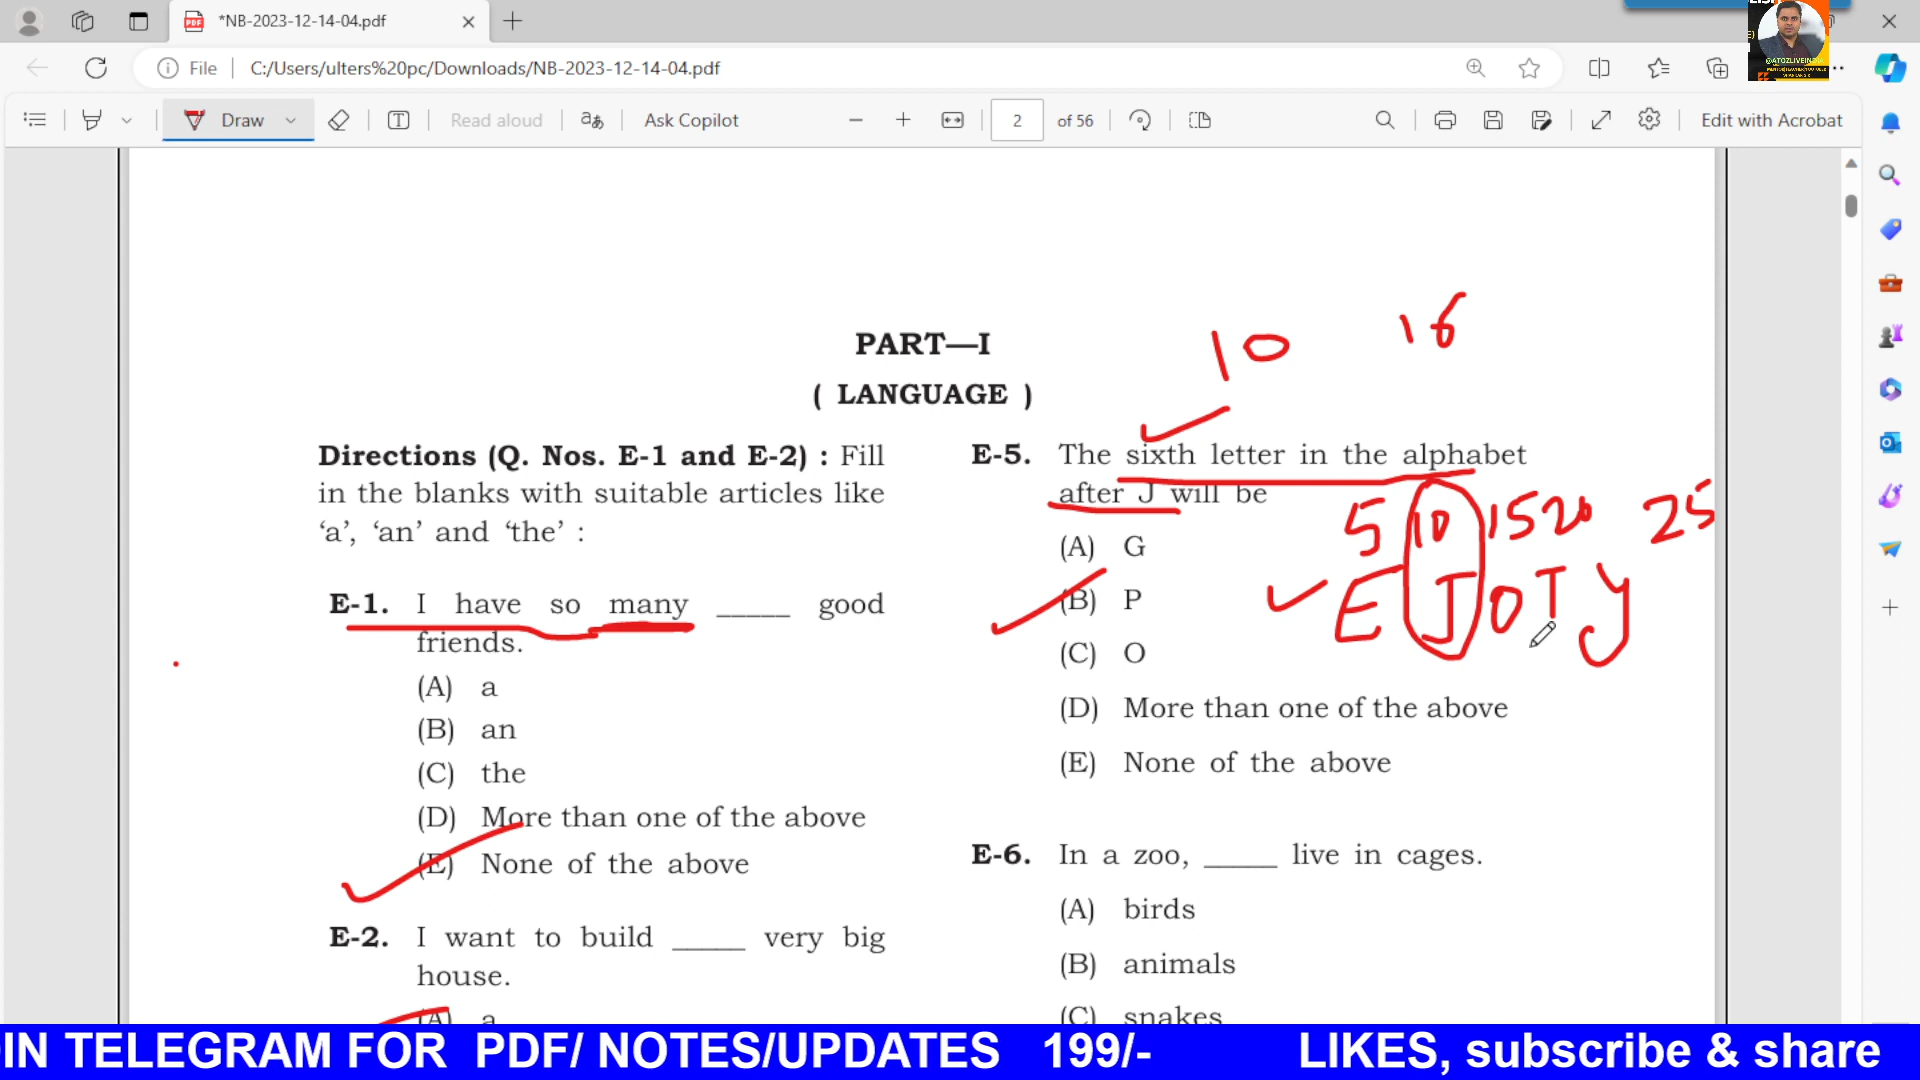 *NB-2023-12-14-04.pdf
File
C:/Users/ulters%20pc/Downloads/NB-2023-12-14-04.pdf
@ATOZLIVEINDIA
Draw
Read aloud
Ask Copilot
2
of 56
Edit with Acrobat
PART—I
( LANGUAGE )
10
16
Directions (Q. Nos. E-1 and E-2) : Fill
in the blanks with suitable articles like
‘a’, ‘an’ and ‘the’ :
E-1. I have so many _____ good
friends.
(A) a
(B) an
(C) the
(D) More than one of the above
(E) None of the above
E-2. I want to build _____ very big
house.
(A) a
E-5. The sixth letter in the alphabet
after J will be
(A) G
(B) P
(C) O
(D) More than one of the above
(E) None of the above
5 10 15 20 25
E J O T Y
E-6. In a zoo, _____ live in cages.
(A) birds
(B) animals
(C) snakes
IN TELEGRAM FOR PDF/ NOTES/UPDATES 199/- LIKES, subscribe & share